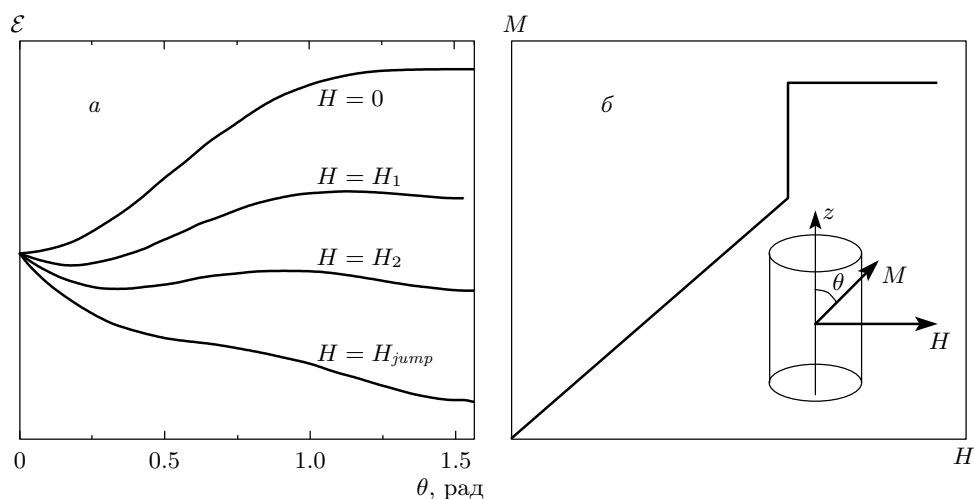 ℰ
а
H = 0
H = H₁
H = H₂
H = H_jump
0
0.5
1.0
1.5
θ, рад
M
б
z
θ
M
H
H